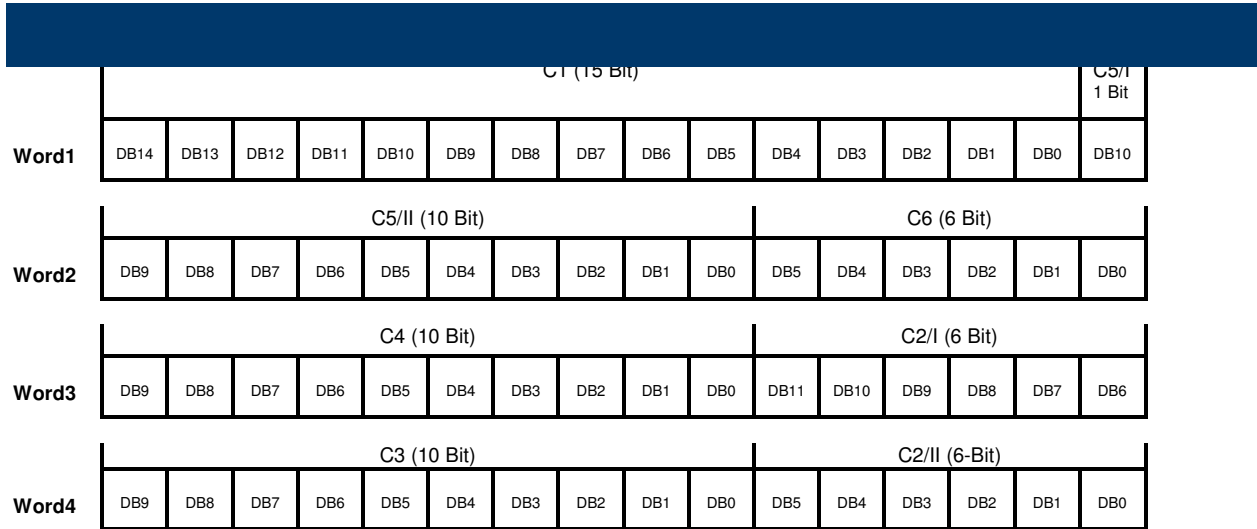 C1 (15 Bit) C5/I
1 Bit
Word1 DB14 DB13 DB12 DB11 DB10 DB9 DB8 DB7 DB6 DB5 DB4 DB3 DB2 DB1 DB0 DB10
C5/II (10 Bit) C6 (6 Bit)
Word2 DB9 DB8 DB7 DB6 DB5 DB4 DB3 DB2 DB1 DB0 DB5 DB4 DB3 DB2 DB1 DB0
C4 (10 Bit) C2/I (6 Bit)
Word3 DB9 DB8 DB7 DB6 DB5 DB4 DB3 DB2 DB1 DB0 DB11 DB10 DB9 DB8 DB7 DB6
C3 (10 Bit) C2/II (6-Bit)
Word4 DB9 DB8 DB7 DB6 DB5 DB4 DB3 DB2 DB1 DB0 DB5 DB4 DB3 DB2 DB1 DB0